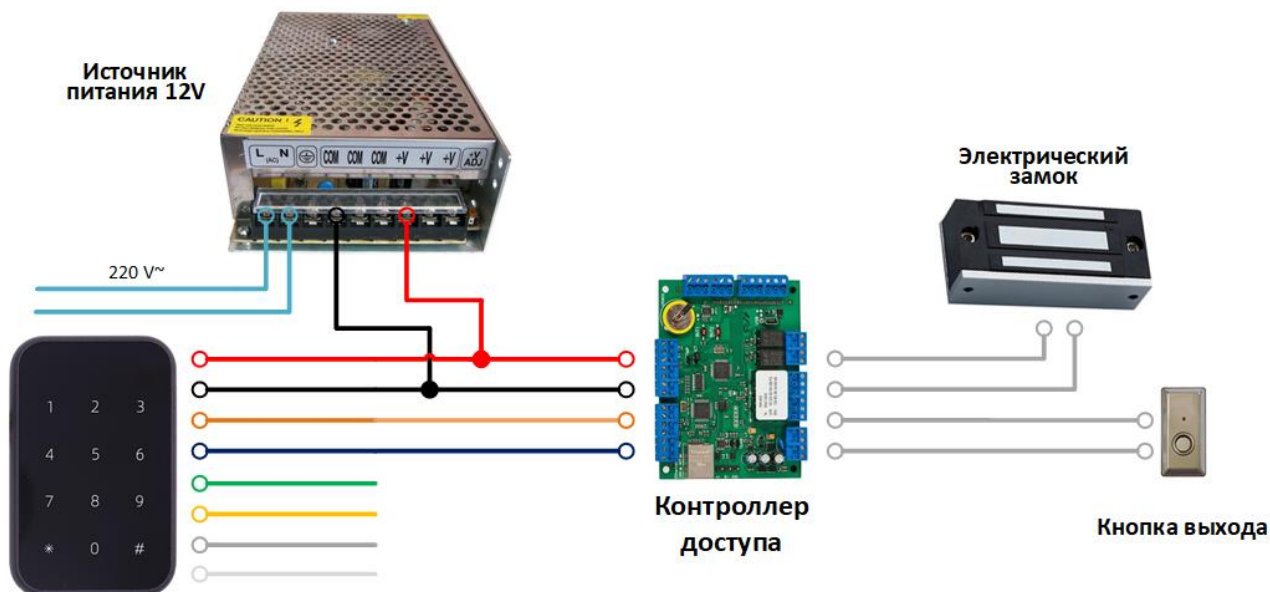 Источник
питания 12V
CAUTION !
L N COM COM COM +V +V +V +V
(AC) ADJ
Электрический
замок
220 V~
1 2 3
4 5 6
7 8 9
* 0 #
Контроллер
доступа
Кнопка выхода